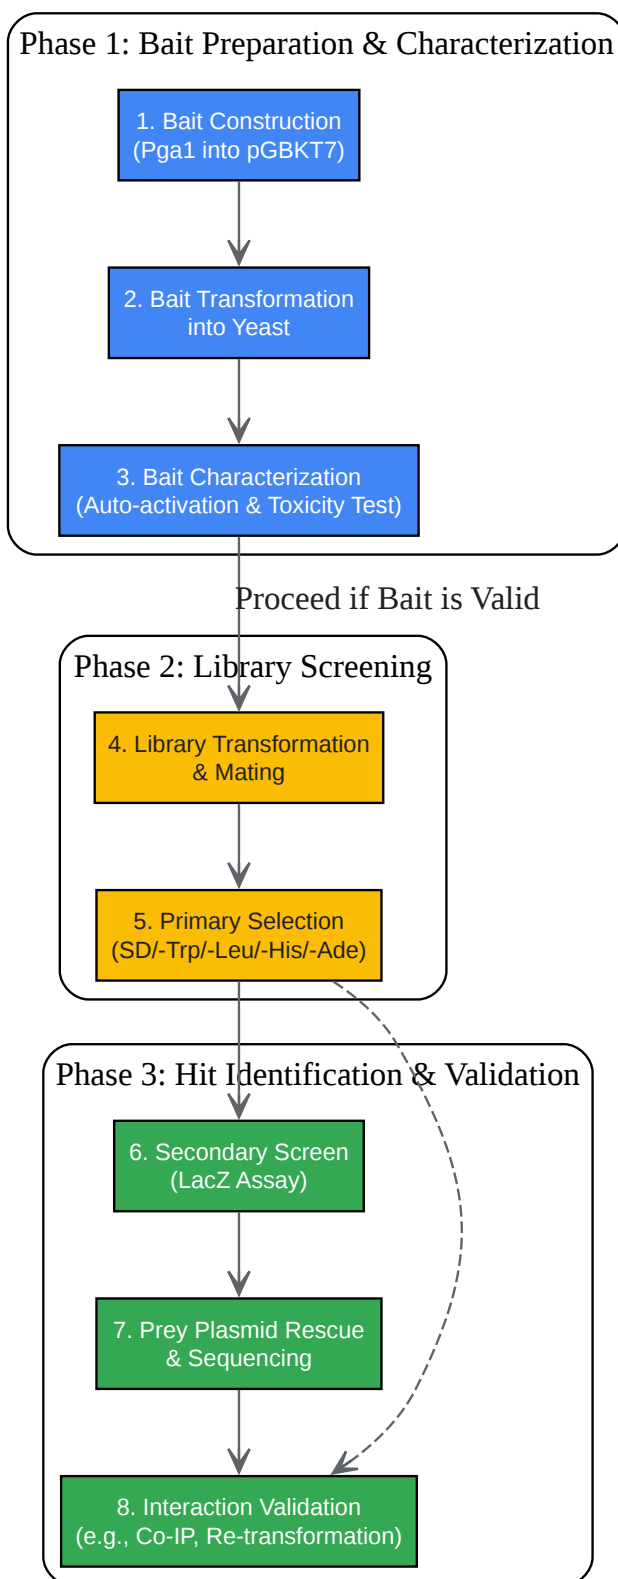 Phase 1: Bait Preparation & Characterization
1. Bait Construction
(Pga1 into pGBKT7)
2. Bait Transformation
into Yeast
3. Bait Characterization
(Auto-activation & Toxicity Test)
Proceed if Bait is Valid
Phase 2: Library Screening
4. Library Transformation
& Mating
5. Primary Selection
(SD/-Trp/-Leu/-His/-Ade)
Phase 3: Hit Identification & Validation
6. Secondary Screen
(LacZ Assay)
7. Prey Plasmid Rescue
& Sequencing
8. Interaction Validation
(e.g., Co-IP, Re-transformation)